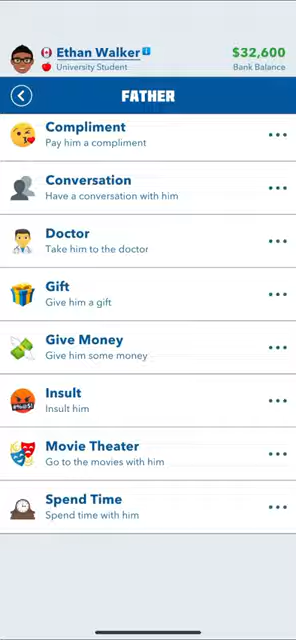 Ethan Walker
$32,600
University Student
Bank Balance
FATHER
Compliment
Pay him a compliment
Conversation
Have a conversation with him
Doctor
Take him to the doctor
Gift
Give him a gift
Give Money
Give him some money
Insult
Insult him
Movie Theater
Go to the movies with him
Spend Time
Spend time with him